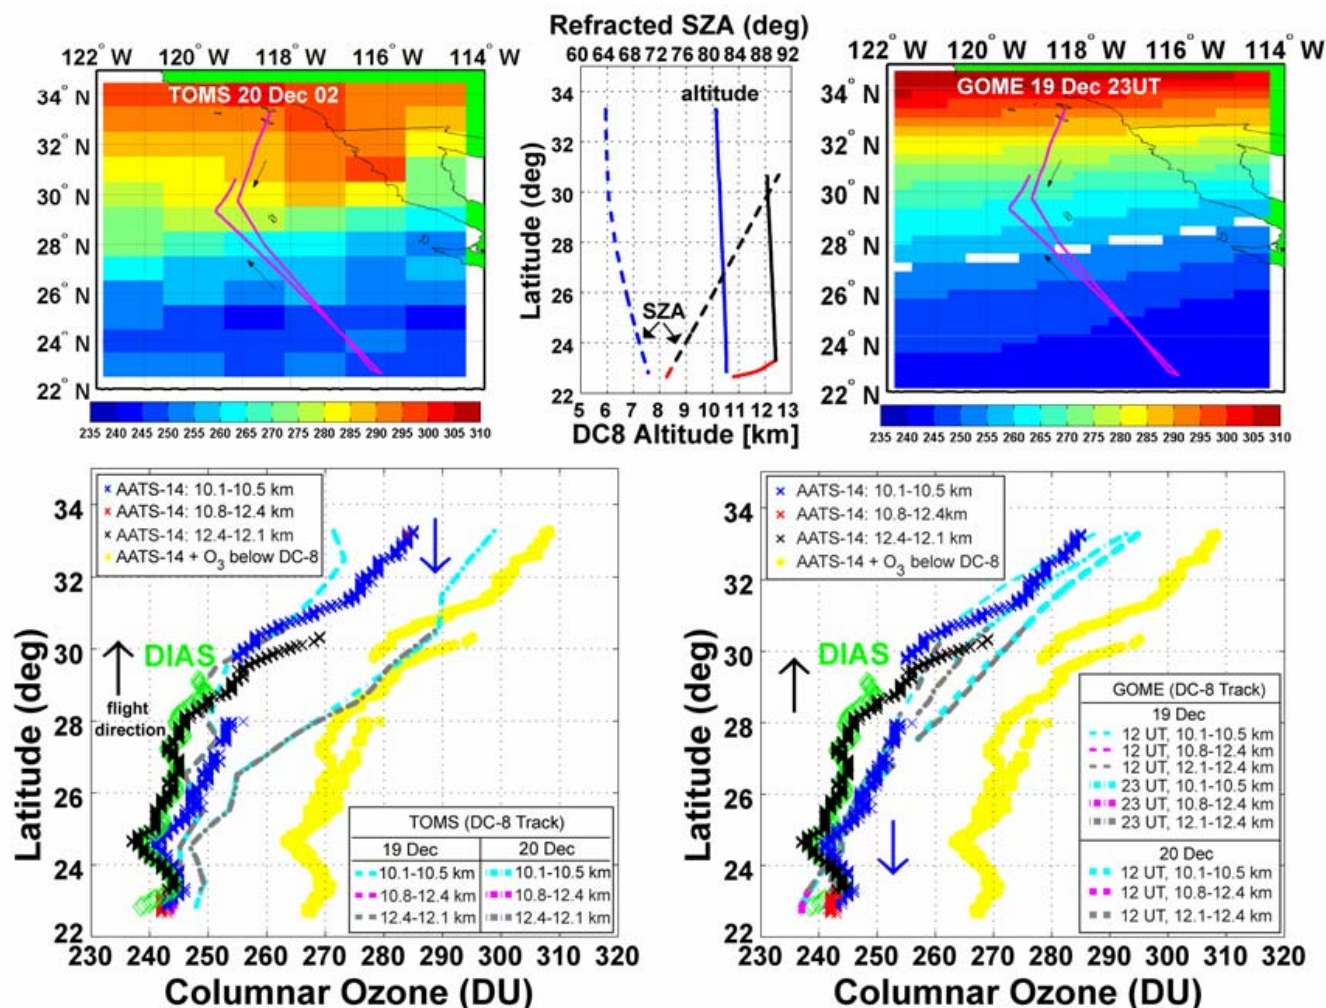 122° W 120° W 118° W 116° W 114° W
TOMS 20 Dec 02
34° N
32° N
30° N
28° N
26° N
24° N
22° N
235 240 245 250 255 260 265 270 275 280 285 290 295 300 305 310
Refracted SZA (deg)
60 64 68 72 76 80 84 88 92
altitude
SZA
Latitude (deg)
34
32
30
28
26
24
22
5 6 7 8 9 10 11 12 13
DC8 Altitude [km]
122° W 120° W 118° W 116° W 114° W
GOME 19 Dec 23UT
34° N
32° N
30° N
28° N
26° N
24° N
22° N
235 240 245 250 255 260 265 270 275 280 285 290 295 300 305 310
AATS-14: 10.1-10.5 km
AATS-14: 10.8-12.4 km
AATS-14: 12.4-12.1 km
AATS-14 + O3 below DC-8
DIAS
flight
direction
TOMS (DC-8 Track)
19 Dec 20 Dec
10.1-10.5 km 10.1-10.5 km
10.8-12.4 km 10.8-12.4 km
12.4-12.1 km 12.4-12.1 km
Latitude (deg)
34
32
30
28
26
24
22
230 240 250 260 270 280 290 300 310 320
Columnar Ozone (DU)
AATS-14: 10.1-10.5 km
AATS-14: 10.8-12.4km
AATS-14: 12.4-12.1 km
AATS-14 + O3 below DC-8
DIAS
GOME (DC-8 Track)
19 Dec
12 UT, 10.1-10.5 km
12 UT, 10.8-12.4 km
12 UT, 12.1-12.4 km
23 UT, 10.1-10.5 km
23 UT, 10.8-12.4 km
23 UT, 12.1-12.4 km
20 Dec
12 UT, 10.1-10.5 km
12 UT, 10.8-12.4 km
12 UT, 12.1-12.4 km
Latitude (deg)
34
32
30
28
26
24
22
230 240 250 260 270 280 290 300 310 320
Columnar Ozone (DU)